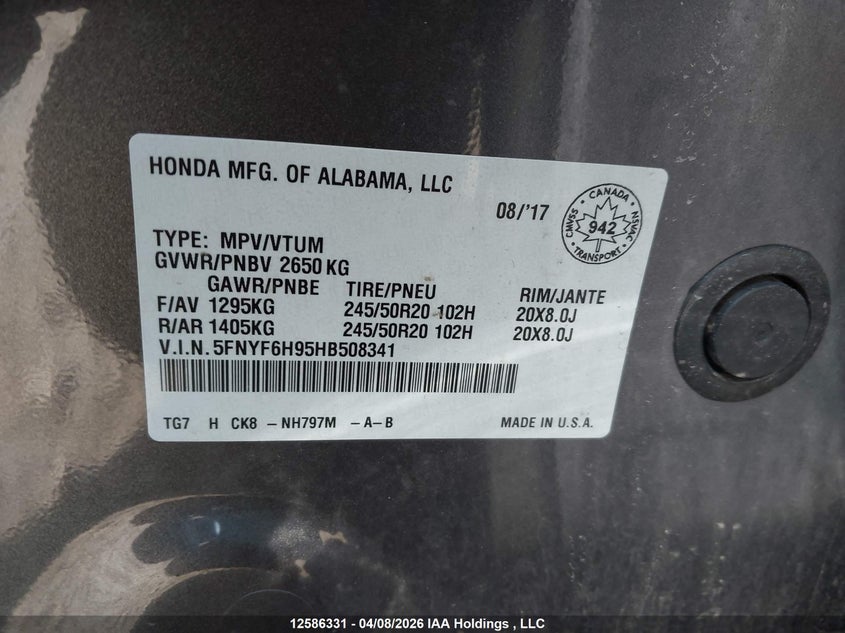 HONDA MFG. OF ALABAMA, LLC
08/'17
CANADA
CMVSS
942
NSVAC
TRANSPORT
TYPE: MPV/VTUM
GVWR/PNBV 2650 KG
GAWR/PNBE TIRE/PNEU RIM/JANTE
F/AV 1295KG 245/50R20 102H 20X8.0J
R/AR 1405KG 245/50R20 102H 20X8.0J
V.I.N. 5FNYF6H95HB508341
TG7 H CK8 -NH797M -A-B MADE IN U.S.A.
12586331 - 04/08/2026 IAA Holdings , LLC